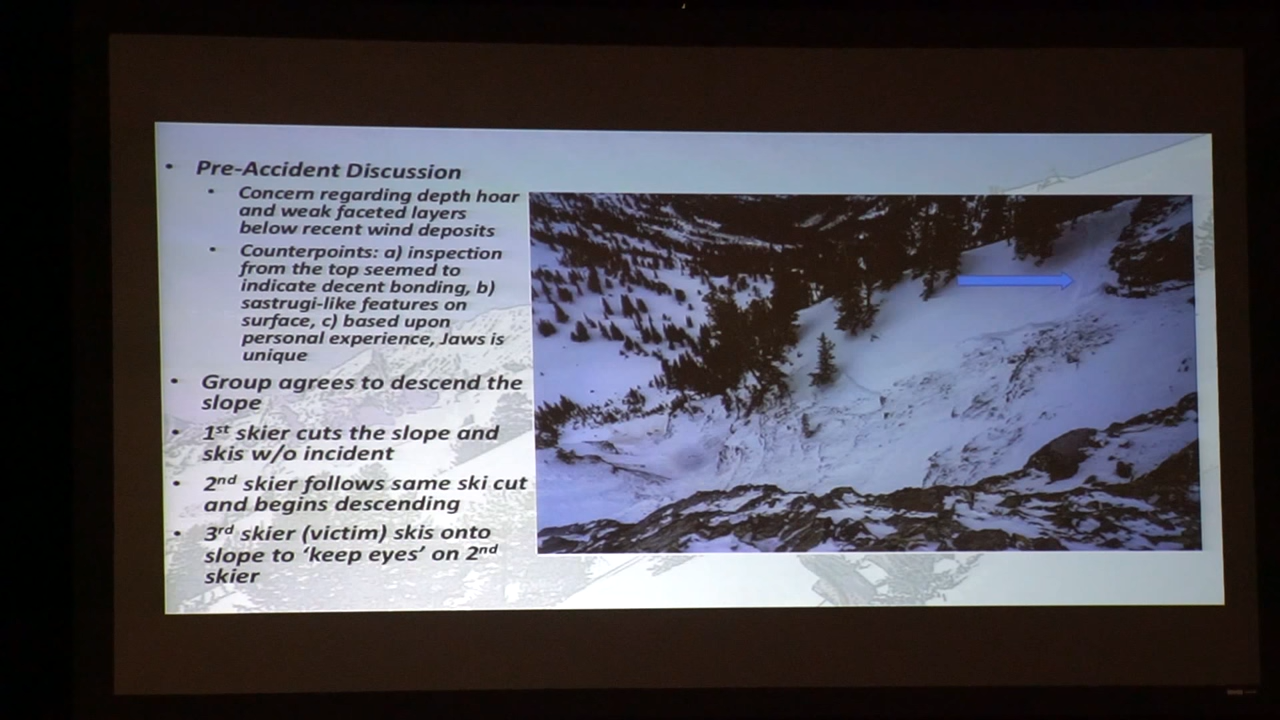 • Pre-Accident Discussion
• Concern regarding depth hoar
and weak faceted layers
below recent wind deposits
• Counterpoints: a) inspection
from the top seemed to
indicate decent bonding, b)
sastrugi-like features on
surface, c) based upon
personal experience, Jaws is
unique
• Group agrees to descend the
slope
• 1st skier cuts the slope and
skis w/o incident
• 2nd skier follows same ski cut
and begins descending
• 3rd skier (victim) skis onto
slope to ‘keep eyes’ on 2nd
skier